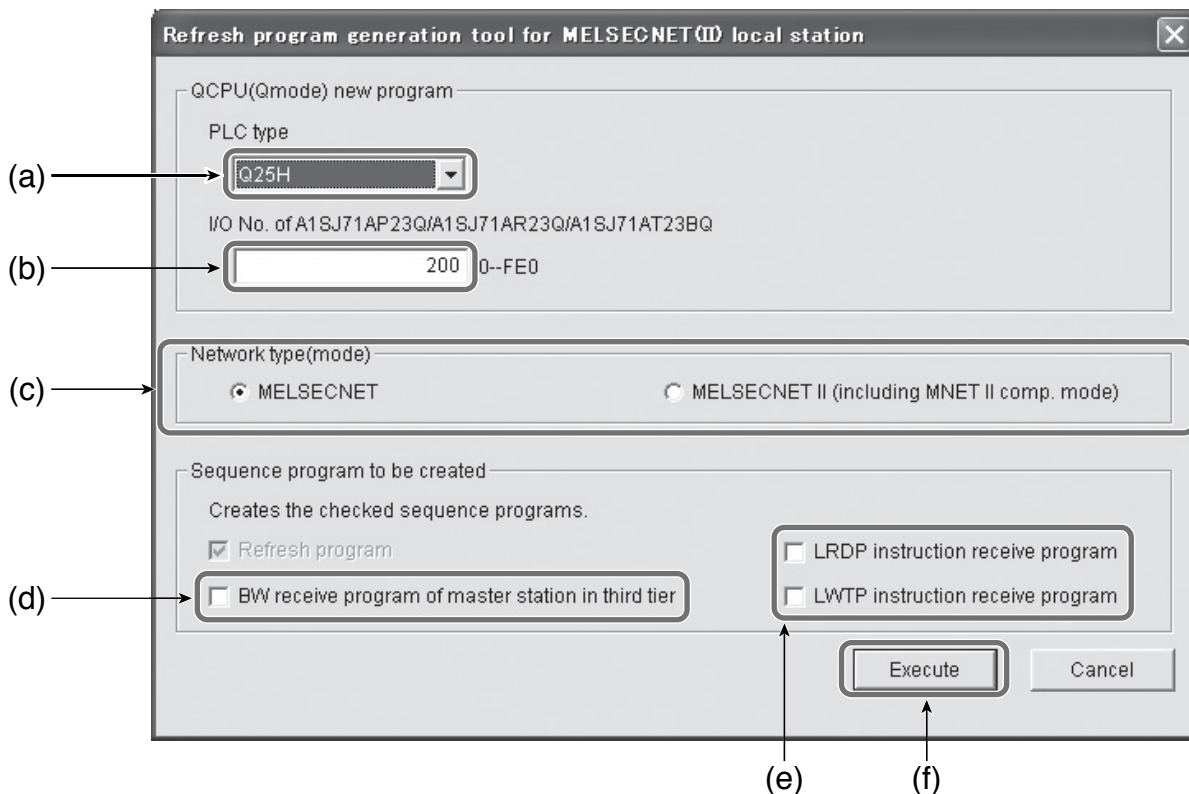 Refresh program generation tool for MELSECNET(II) local station
QCPU(Qmode) new program
PLC type
(a)
Q25H
I/O No. of A1SJ71AP23Q/A1SJ71AR23Q/A1SJ71AT23BQ
(b)
200 0--FE0
Network type(mode)
(c)
MELSECNET
MELSECNET II (including MNET II comp. mode)
Sequence program to be created
Creates the checked sequence programs.
Refresh program
LRDP instruction receive program
(d)
BW receive program of master station in third tier
LWTP instruction receive program
Execute
Cancel
(e)
(f)